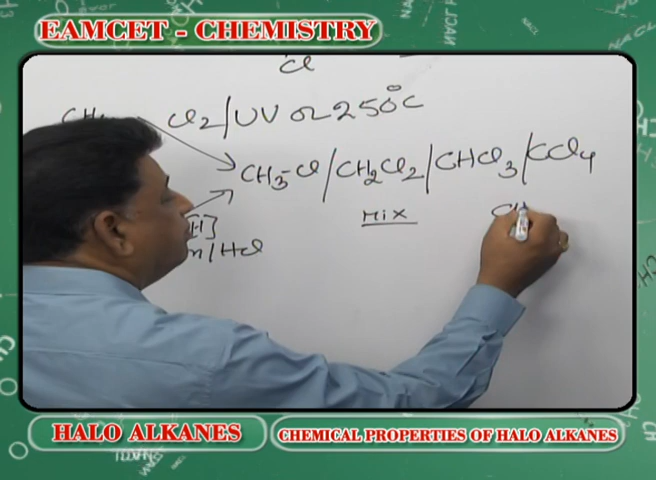 EAMCET - CHEMISTRY
Cl
CH
Cl2/UV or 250°C
CH3-Cl/CH2Cl2/CHCl3/CCl4
Mix
[H]
n/HCl
HALO ALKANES
CHEMICAL PROPERTIES OF HALO ALKANES